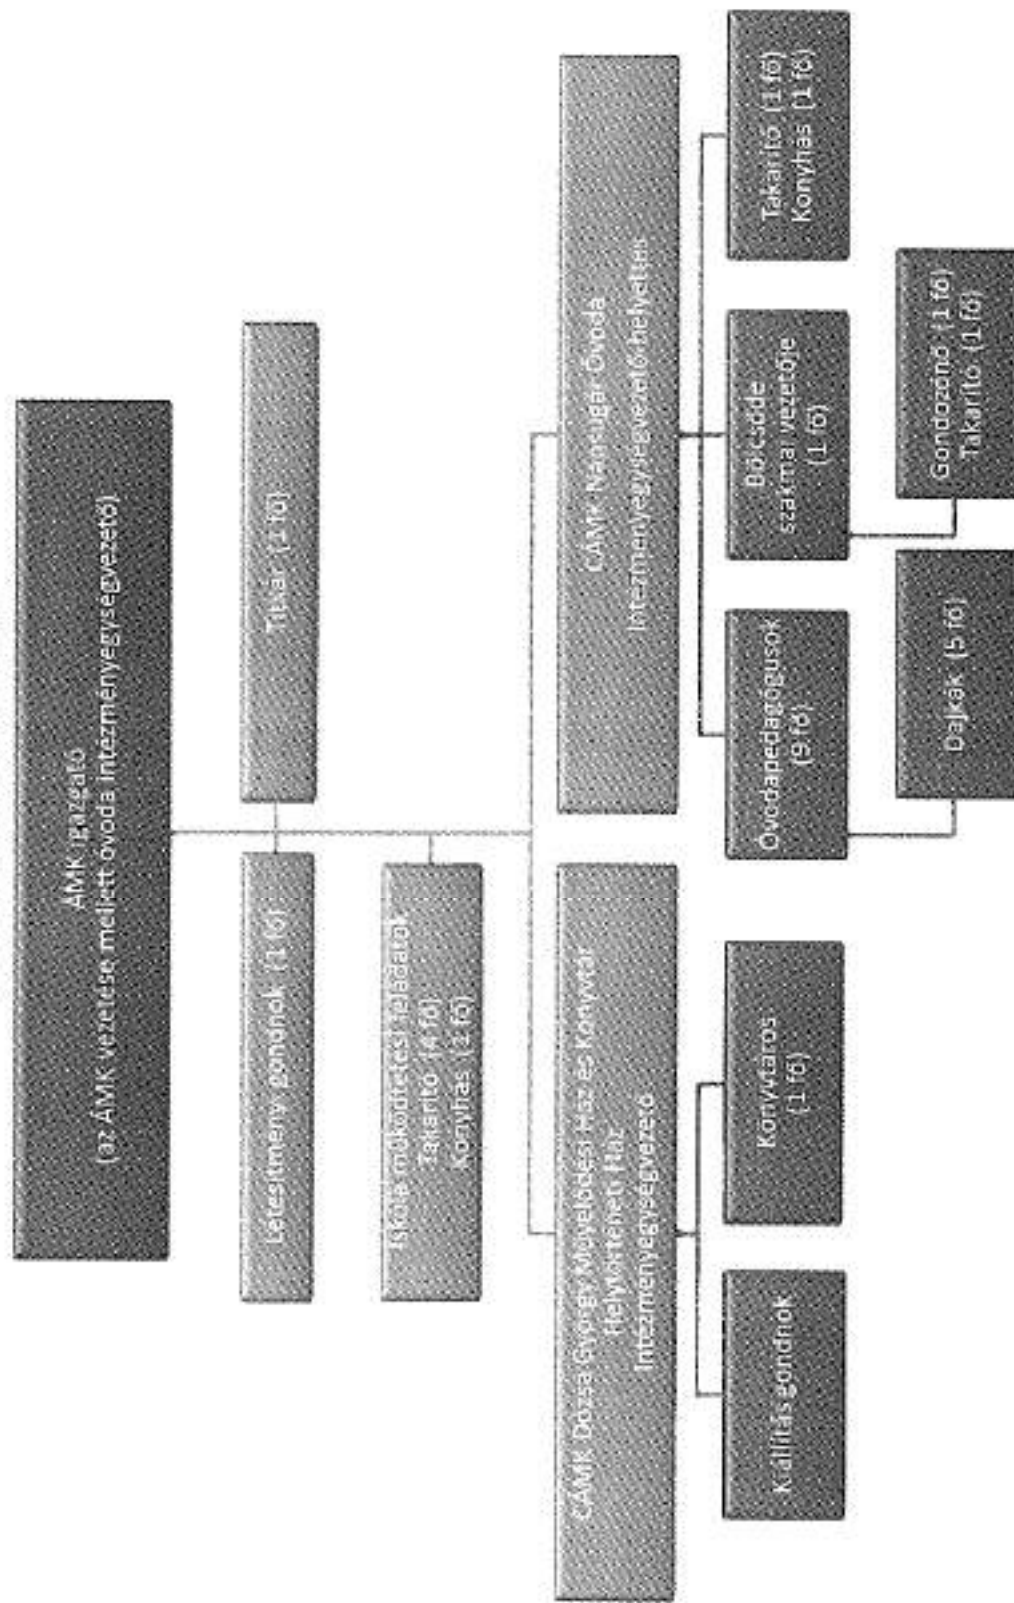 ÁMK igazgató
(az ÁMK vezetése mellett óvoda intézményegységvezető)
Létesítmény gondnok (1 fő)
Titkár (1 fő)
Iskola működtetési feladatok
Takarító (4 fő)
Konyhás (1 fő)
CÁMK Dózsa György Művelődési Ház és Könyvtár
Helytörténeti Ház
Intézményegységvezető
CÁMK Napsugár Óvoda
Intézményegységvezető-helyettes
Kiállítás gondnok
Könyvtáros
(1 fő)
Óvodapedagógusok
(9 fő)
Bölcsőde
szakmai vezetője
(1 fő)
Takarító (1 fő)
Konyhás (1 fő)
Dajkák (5 fő)
Gondozónő (1 fő)
Takarító (1 fő)